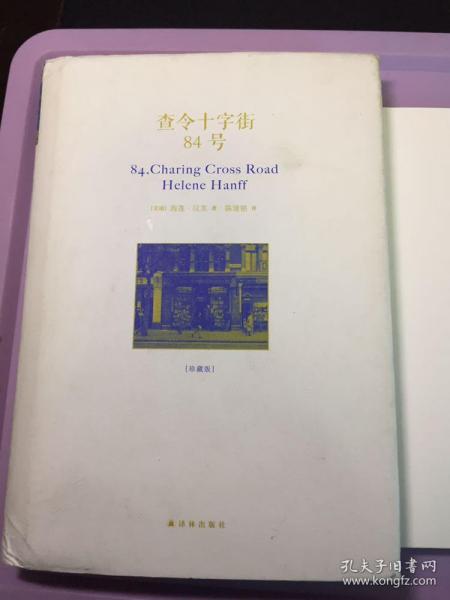 查令十字街
84号
84,Charing Cross Road
Helene Hanff
[美国] 海莲·汉芙 著 陈建铭 译
[珍藏版]
译林出版社
孔夫子旧书网
www.kongfz.com